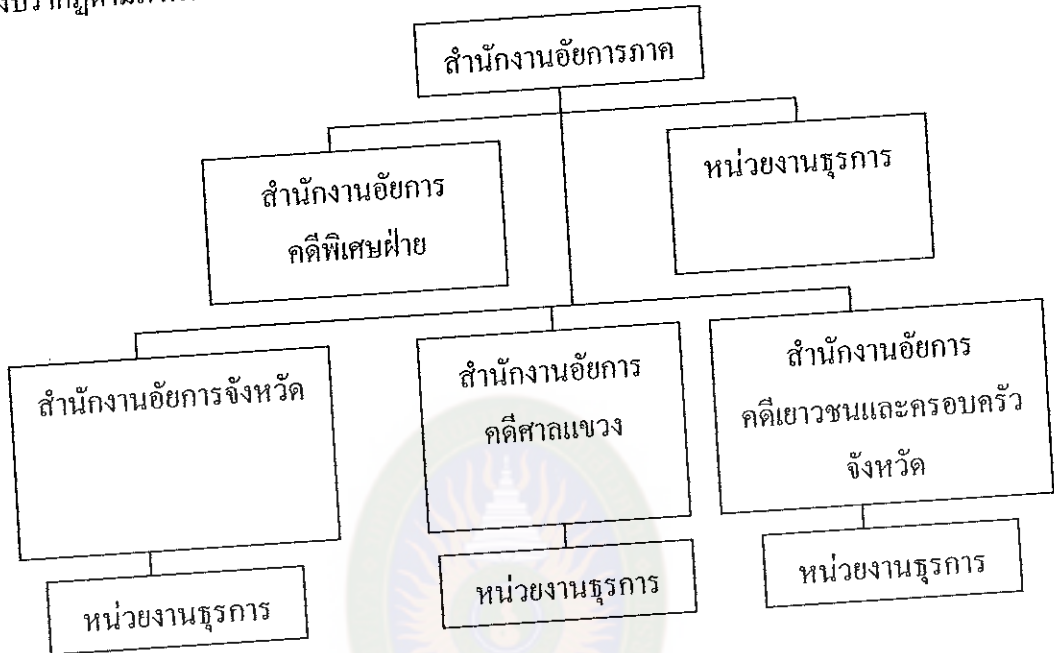 สำนักงานอัยการภาค
สำนักงานอัยการ
คดีพิเศษฝ่าย
หน่วยงานธุรการ
สำนักงานอัยการจังหวัด
สำนักงานอัยการ
คดีศาลแขวง
สำนักงานอัยการ
คดีเยาวชนและครอบครัว
จังหวัด
หน่วยงานธุรการ
หน่วยงานธุรการ
หน่วยงานธุรการ